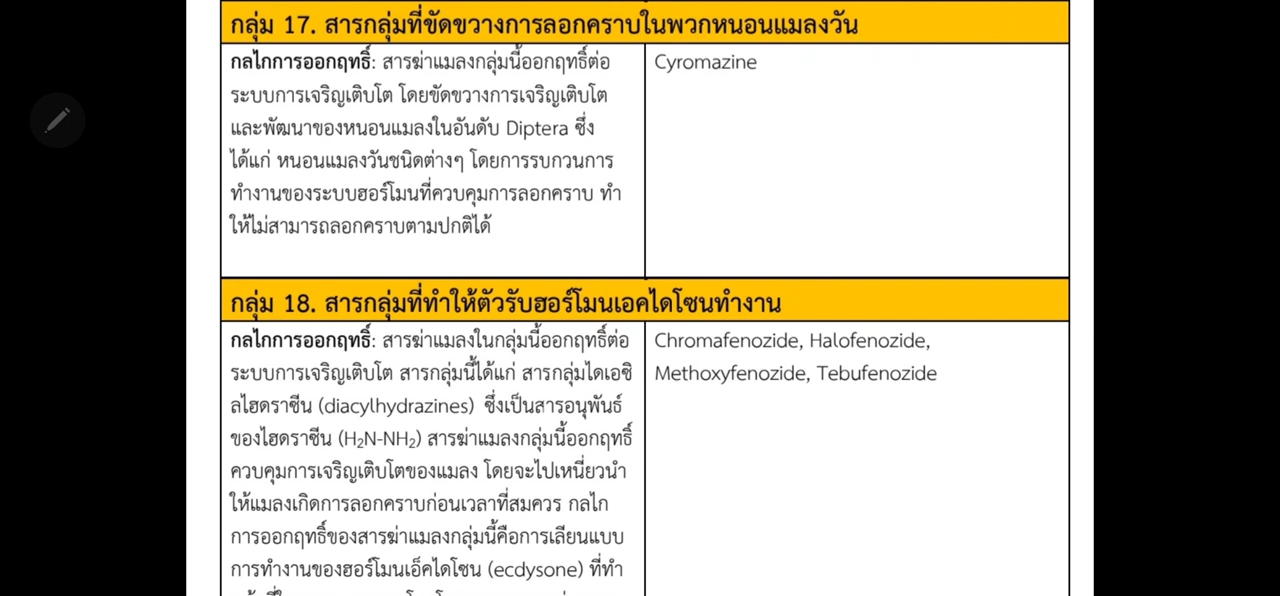 กลุ่ม 17. สารกลุ่มที่ขัดขวางการลอกคราบในพวกหนอนแมลงวัน
กลไกการออกฤทธิ์: สารฆ่าแมลงกลุ่มนี้ออกฤทธิ์ต่อ
ระบบการเจริญเติบโต โดยขัดขวางการเจริญเติบโต
และพัฒนาของหนอนแมลงในอันดับ Diptera ซึ่ง
ได้แก่ หนอนแมลงวันชนิดต่างๆ โดยการรบกวนการ
ทำงานของระบบฮอร์โมนที่ควบคุมการลอกคราบ ทำ
ให้ไม่สามารถลอกคราบตามปกติได้
Cyromazine
กลุ่ม 18. สารกลุ่มที่ทำให้ตัวรับฮอร์โมนเอคไดโซนทำงาน
กลไกการออกฤทธิ์: สารฆ่าแมลงในกลุ่มนี้ออกฤทธิ์ต่อ
ระบบการเจริญเติบโต สารกลุ่มนี้ได้แก่ สารกลุ่มไดเอซิ
ลไฮดราซีน (diacylhydrazines) ซึ่งเป็นสารอนุพันธ์
ของไฮดราซีน (H₂N-NH₂) สารฆ่าแมลงกลุ่มนี้ออกฤทธิ์
ควบคุมการเจริญเติบโตของแมลง โดยจะไปเหนี่ยวนำ
ให้แมลงเกิดการลอกคราบก่อนเวลาที่สมควร กลไก
การออกฤทธิ์ของสารฆ่าแมลงกลุ่มนี้คือการเลียนแบบ
การทำงานของฮอร์โมนเอ็คไดโซน (ecdysone) ที่ทำ
Chromafenozide, Halofenozide,
Methoxyfenozide, Tebufenozide